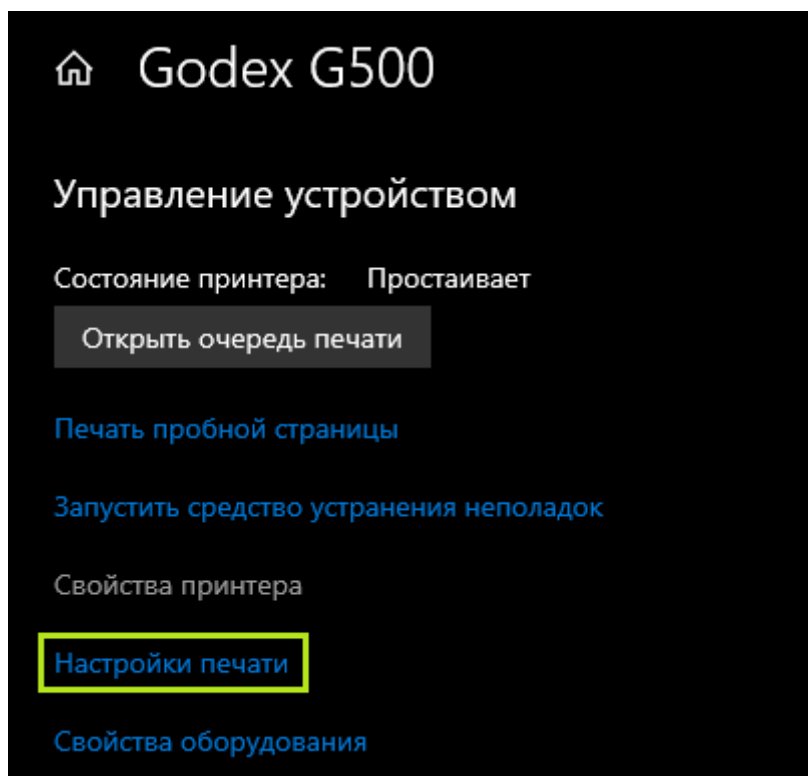 Godex G500
Управление устройством
Состояние принтера: Простаивает
Открыть очередь печати
Печать пробной страницы
Запустить средство устранения неполадок
Свойства принтера
Настройки печати
Свойства оборудования